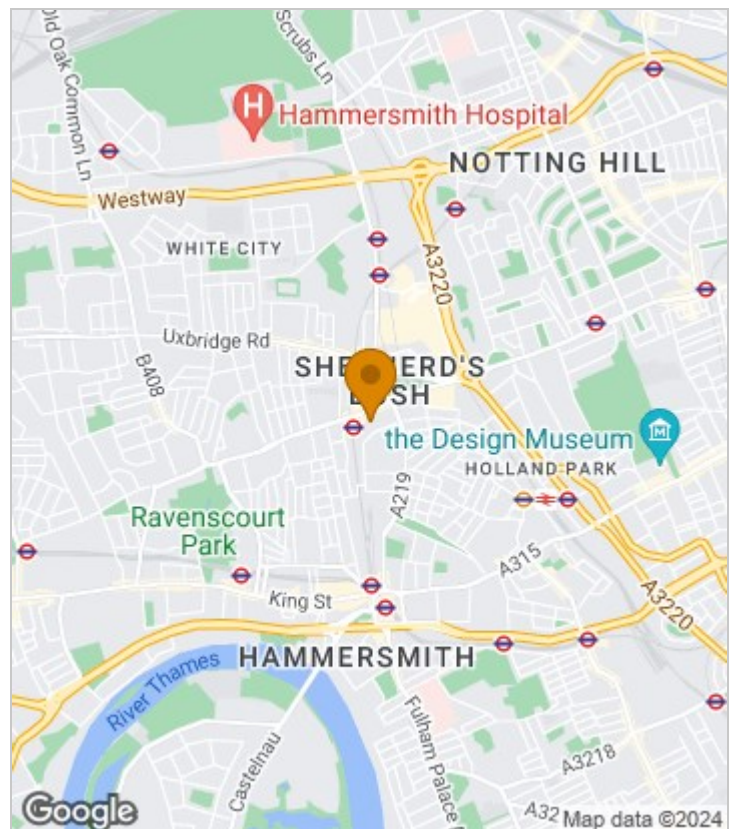 Old Oak Common Ln
Scrubs Ln
H
Hammersmith Hospital
NOTTING HILL
Westway
WHITE CITY
A3220
Uxbridge Rd
B408
SHEPHERD'S
BUSH
the Design Museum
M
HOLLAND PARK
A219
Ravenscourt
Park
A315
King St
A3220
HAMMERSMITH
River Thames
Fulham Palace
Castelnau
A3218
A32
Google
Map data ©2024